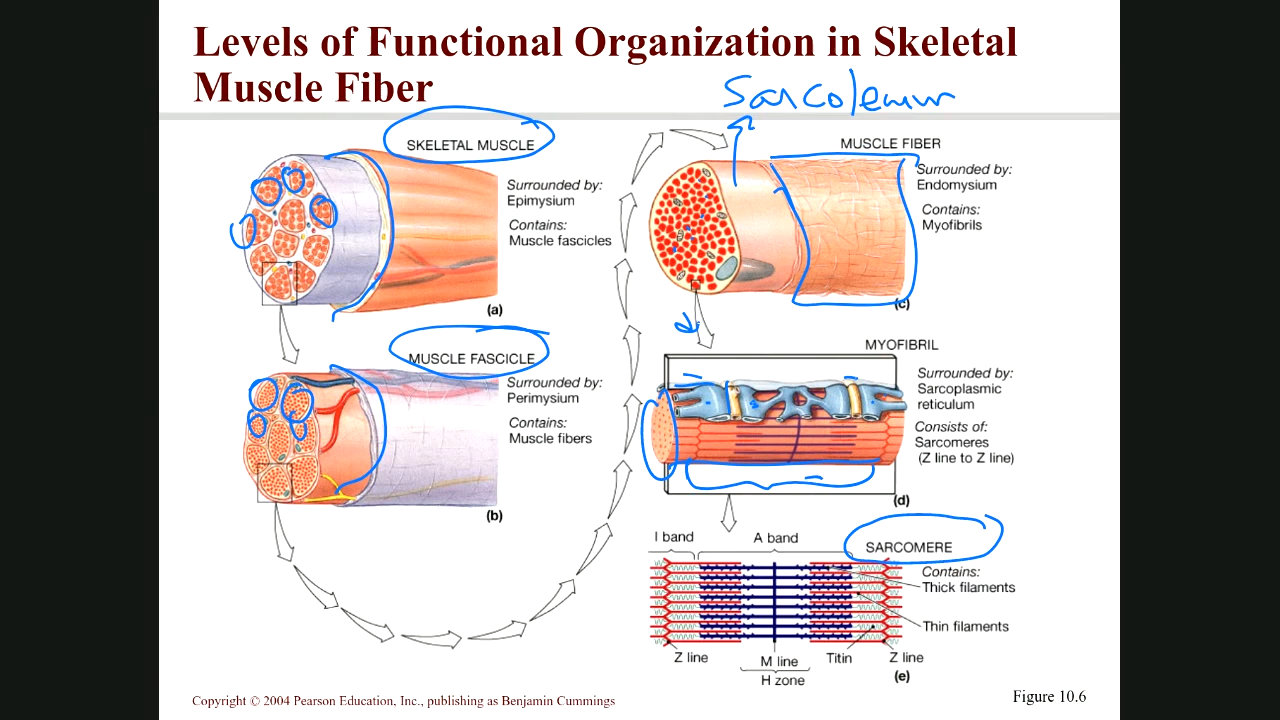 Levels of Functional Organization in Skeletal
Muscle Fiber
SKELETAL MUSCLE
Surrounded by:
Epimysium
Contains:
Muscle fascicles
(a)
MUSCLE FASCICLE
Surrounded by:
Perimysium
Contains:
Muscle fibers
(b)
MUSCLE FIBER
Surrounded by:
Endomysium
Contains:
Myofibrils
(c)
MYOFIBRIL
Surrounded by:
Sarcoplasmic
reticulum
Consists of:
Sarcomeres
(Z line to Z line)
(d)
I band
A band
SARCOMERE
Contains:
Thick filaments
Thin filaments
Z line
M line
Titin
Z line
H zone
(e)
Copyright © 2004 Pearson Education, Inc., publishing as Benjamin Cummings
Figure 10.6